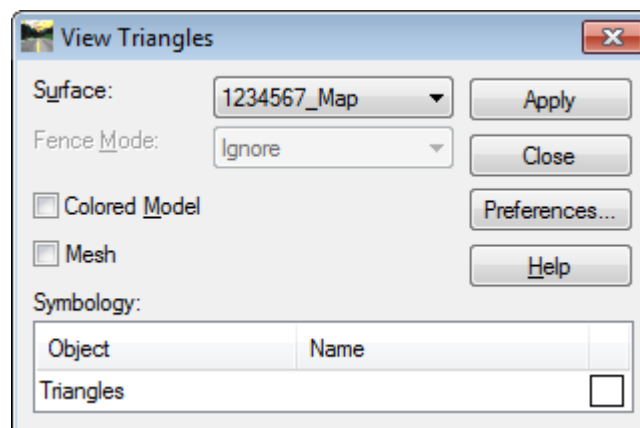 View Triangles
Surface: 1234567_Map Apply
Fence Mode: Ignore Close
Colored Model Preferences...
Mesh Help
Symbology:
Object Name
Triangles